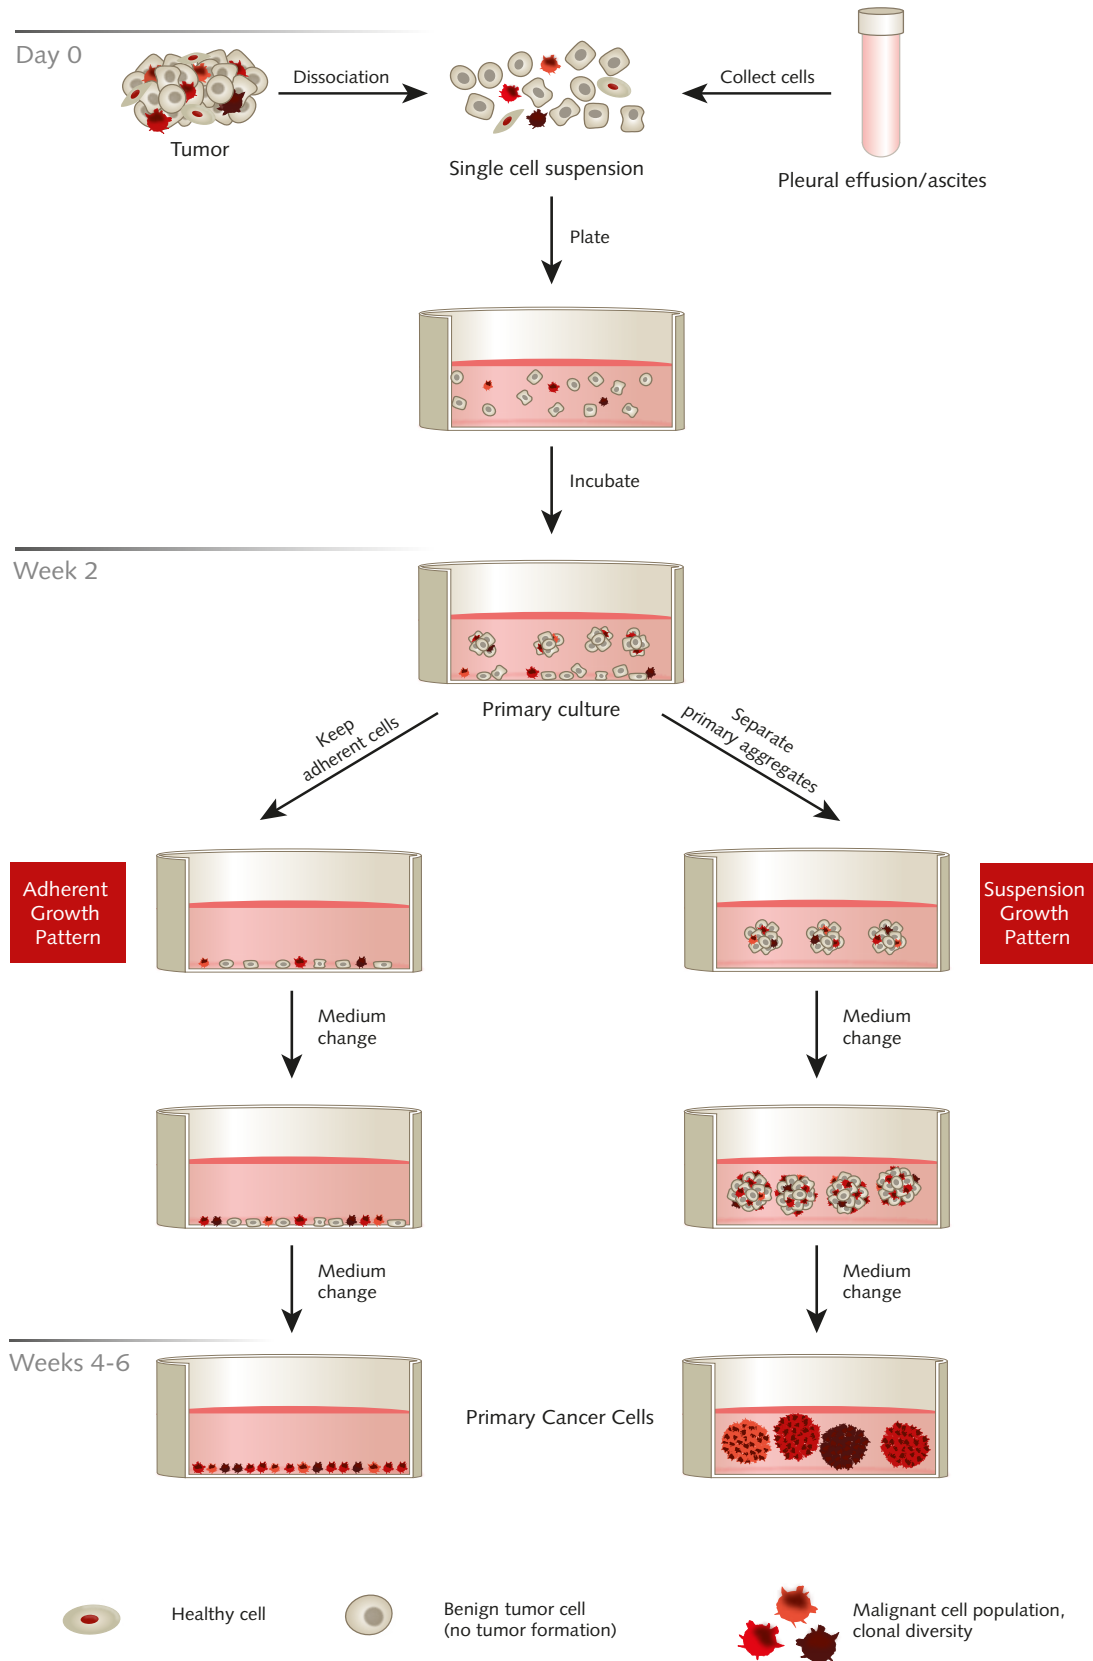 Day 0
Dissociation
Collect cells
Tumor
Single cell suspension
Pleural effusion/ascites
Plate
Incubate
Week 2
Primary culture
Keep
adherent cells
Separate
primary aggregates
Adherent
Growth
Pattern
Suspension
Growth
Pattern
Medium
change
Medium
change
Medium
change
Medium
change
Weeks 4-6
Primary Cancer Cells
Healthy cell
Benign tumor cell
(no tumor formation)
Malignant cell population,
clonal diversity